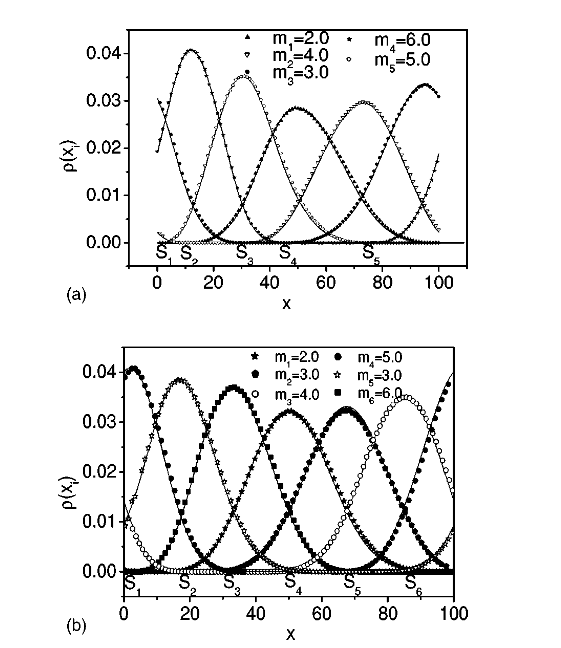 m1=2.0 m4=6.0
m2=4.0 m5=5.0
m3=3.0
0.04
0.03
0.02
0.01
0.00
ρ(xi)
S1 S2 S3 S4 S5
0 20 40 60 80 100
x
(a)
m1=2.0 m4=5.0
m2=3.0 m5=3.0
m3=4.0 m6=6.0
0.04
0.03
0.02
0.01
0.00
ρ(xi)
S1 S2 S3 S4 S5 S6
0 20 40 60 80 100
x
(b)